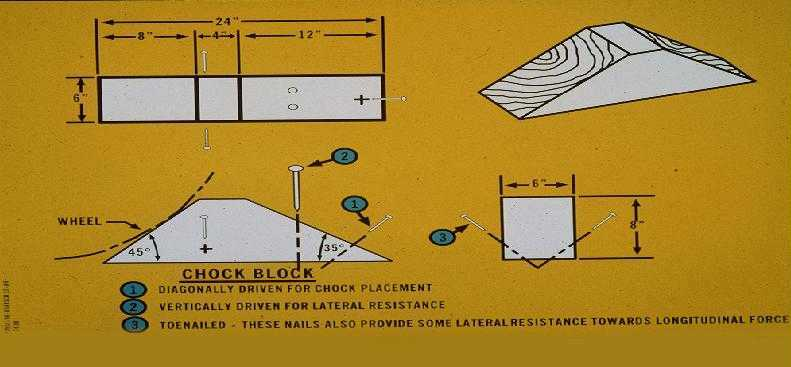 24"
8" 4" 12"
6"
2
WHEEL
1
45° 35°
6"
3
8"
CHOCK BLOCK
1 DIAGONALLY DRIVEN FOR CHOCK PLACEMENT
2 VERTICALLY DRIVEN FOR LATERAL RESISTANCE
3 TOENAILED - THESE NAILS ALSO PROVIDE SOME LATERAL RESISTANCE TOWARDS LONGITUDINAL FORCE